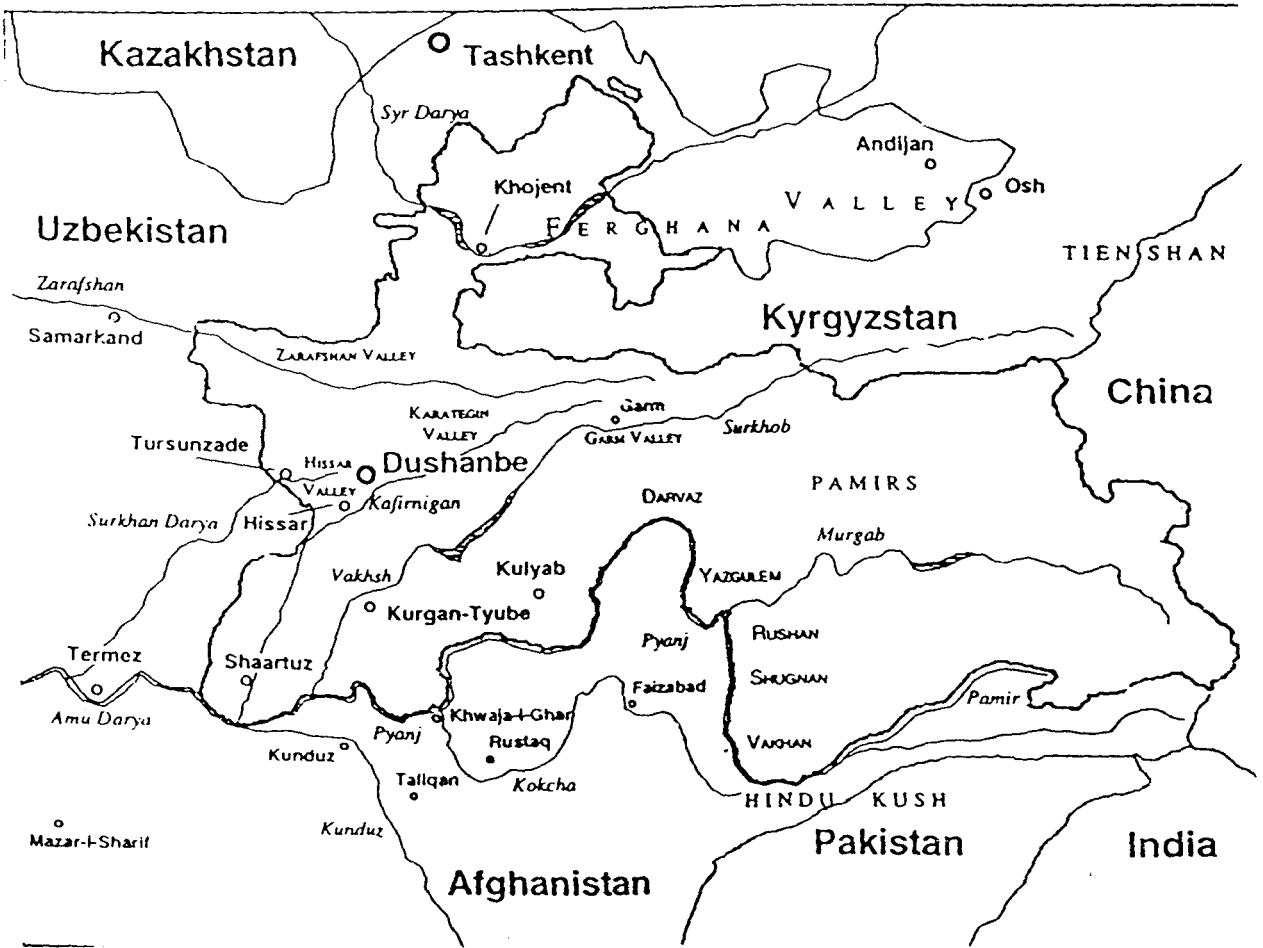 Kazakhstan
Tashkent
Syr Darya
Andijan
Khojent
Osh
FERGHANA VALLEY
Uzbekistan
TIEN SHAN
Zarafshan
Samarkand
Kyrgyzstan
ZARAFSHAN VALLEY
China
KARATEGIN
VALLEY
Garm
GARM VALLEY
Surkhob
Tursunzade
HISSAR
VALLEY
Dushanbe
PAMIRS
DARVAZ
Surkhan Darya
Hissar
Kafirnigan
Murgab
Vakhsh
Kulyab
YAZGULEM
Kurgan-Tyube
Pyanj
RUSHAN
Termez
Shaartuz
SHUGNAN
Faizabad
Pamir
Amu Darya
Pyanj
Khwaja-I-Ghar
VAKHAN
Kunduz
Rustaq
Taliqan
Kokcha
HINDU KUSH
Kunduz
Mazar-I-Sharif
Pakistan
India
Afghanistan